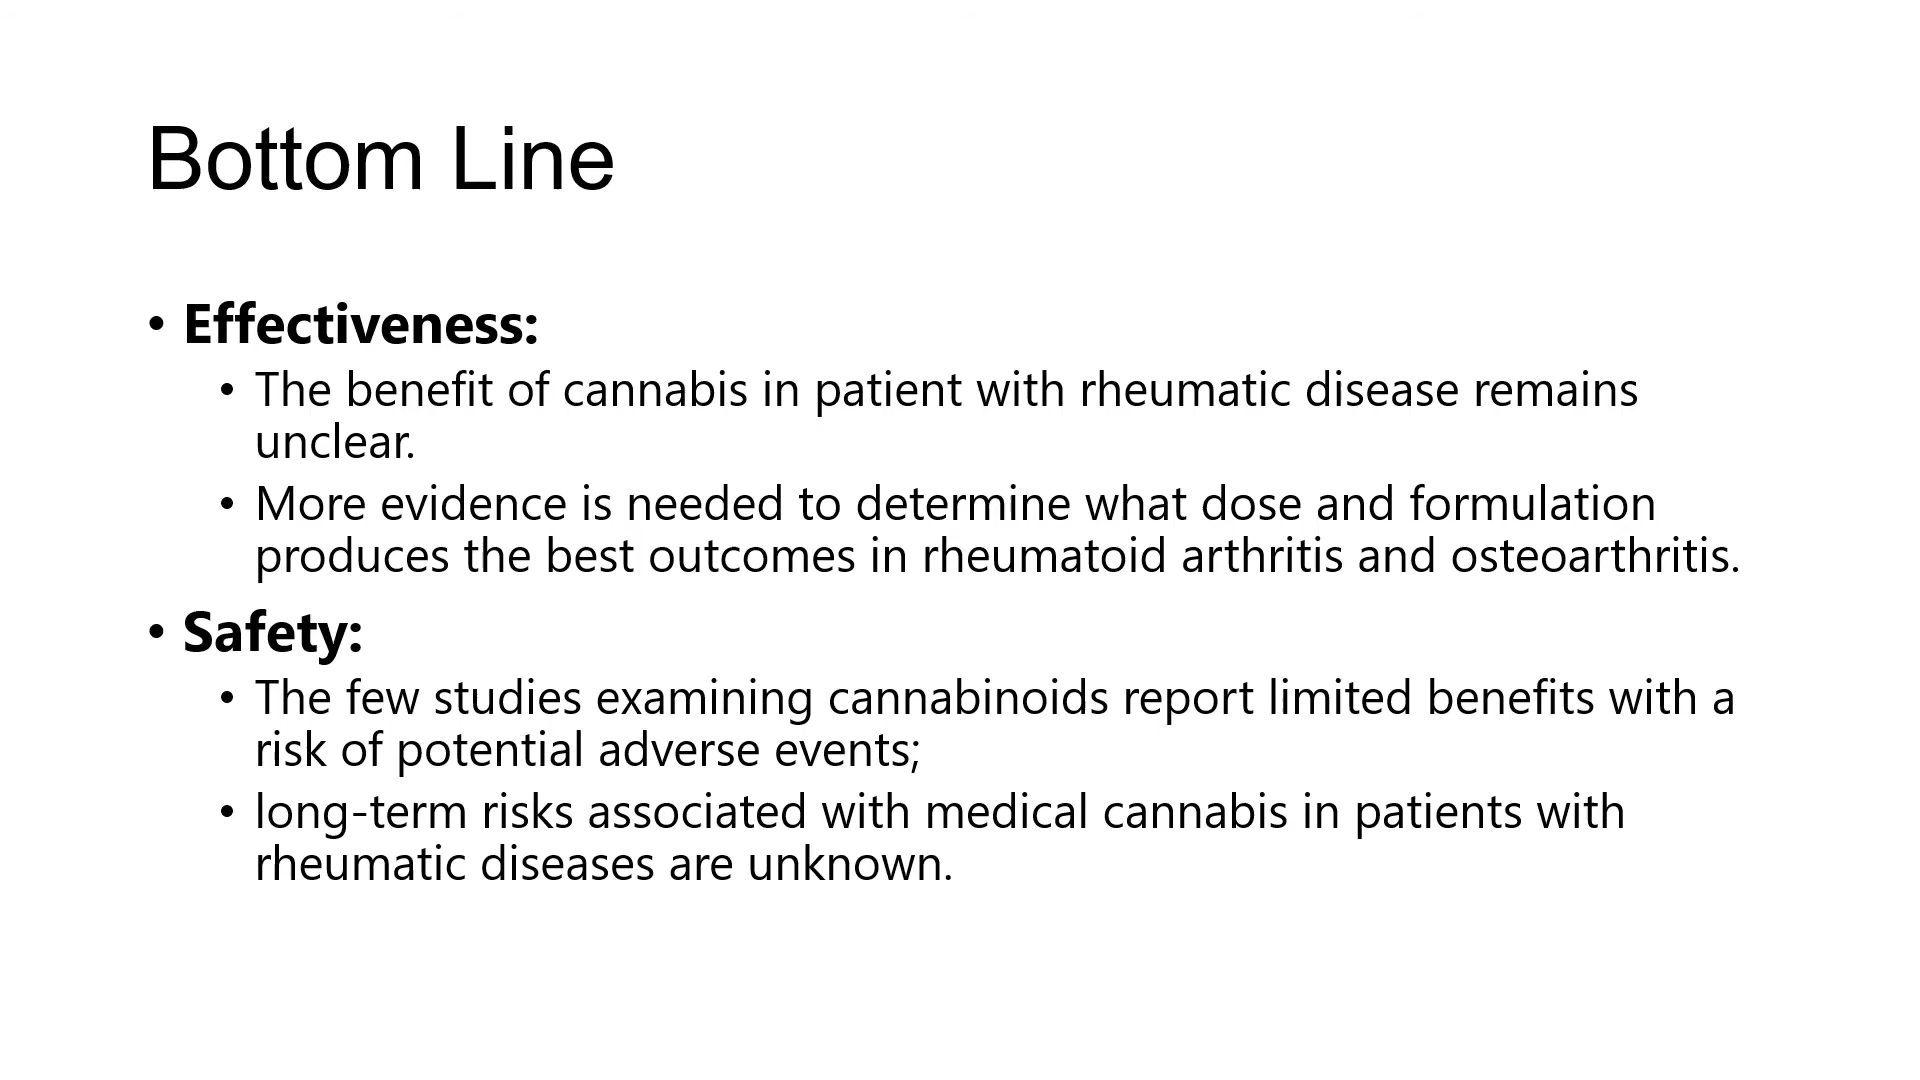 Bottom Line
• Effectiveness:
• The benefit of cannabis in patient with rheumatic disease remains
unclear.
• More evidence is needed to determine what dose and formulation
produces the best outcomes in rheumatoid arthritis and osteoarthritis.
• Safety:
• The few studies examining cannabinoids report limited benefits with a
risk of potential adverse events;
• long-term risks associated with medical cannabis in patients with
rheumatic diseases are unknown.